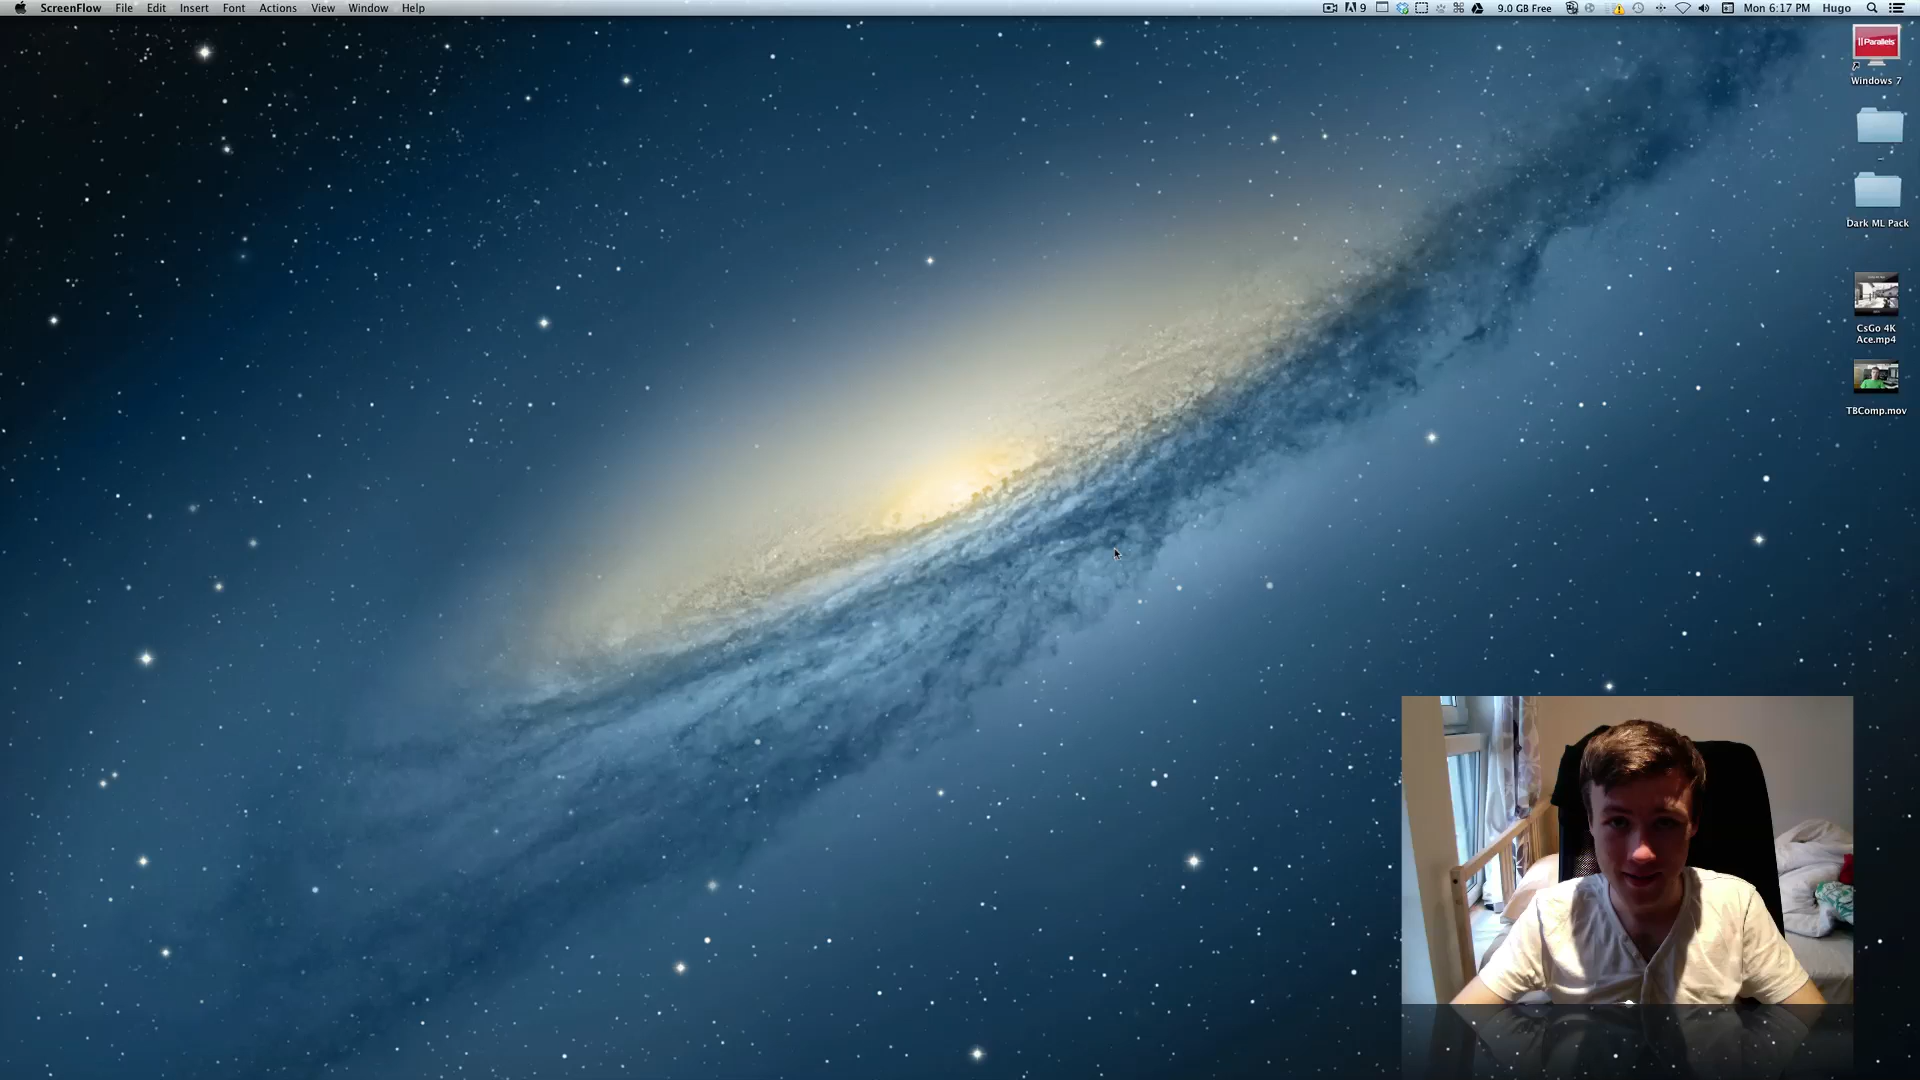 ScreenFlow File Edit Insert Font Actions View Window Help
9 9.0 GB Free Mon 6:17 PM Hugo
|| Parallels
Windows 7
-
Dark ML Pack
CsGo 4K
Ace.mp4
TBComp.mov